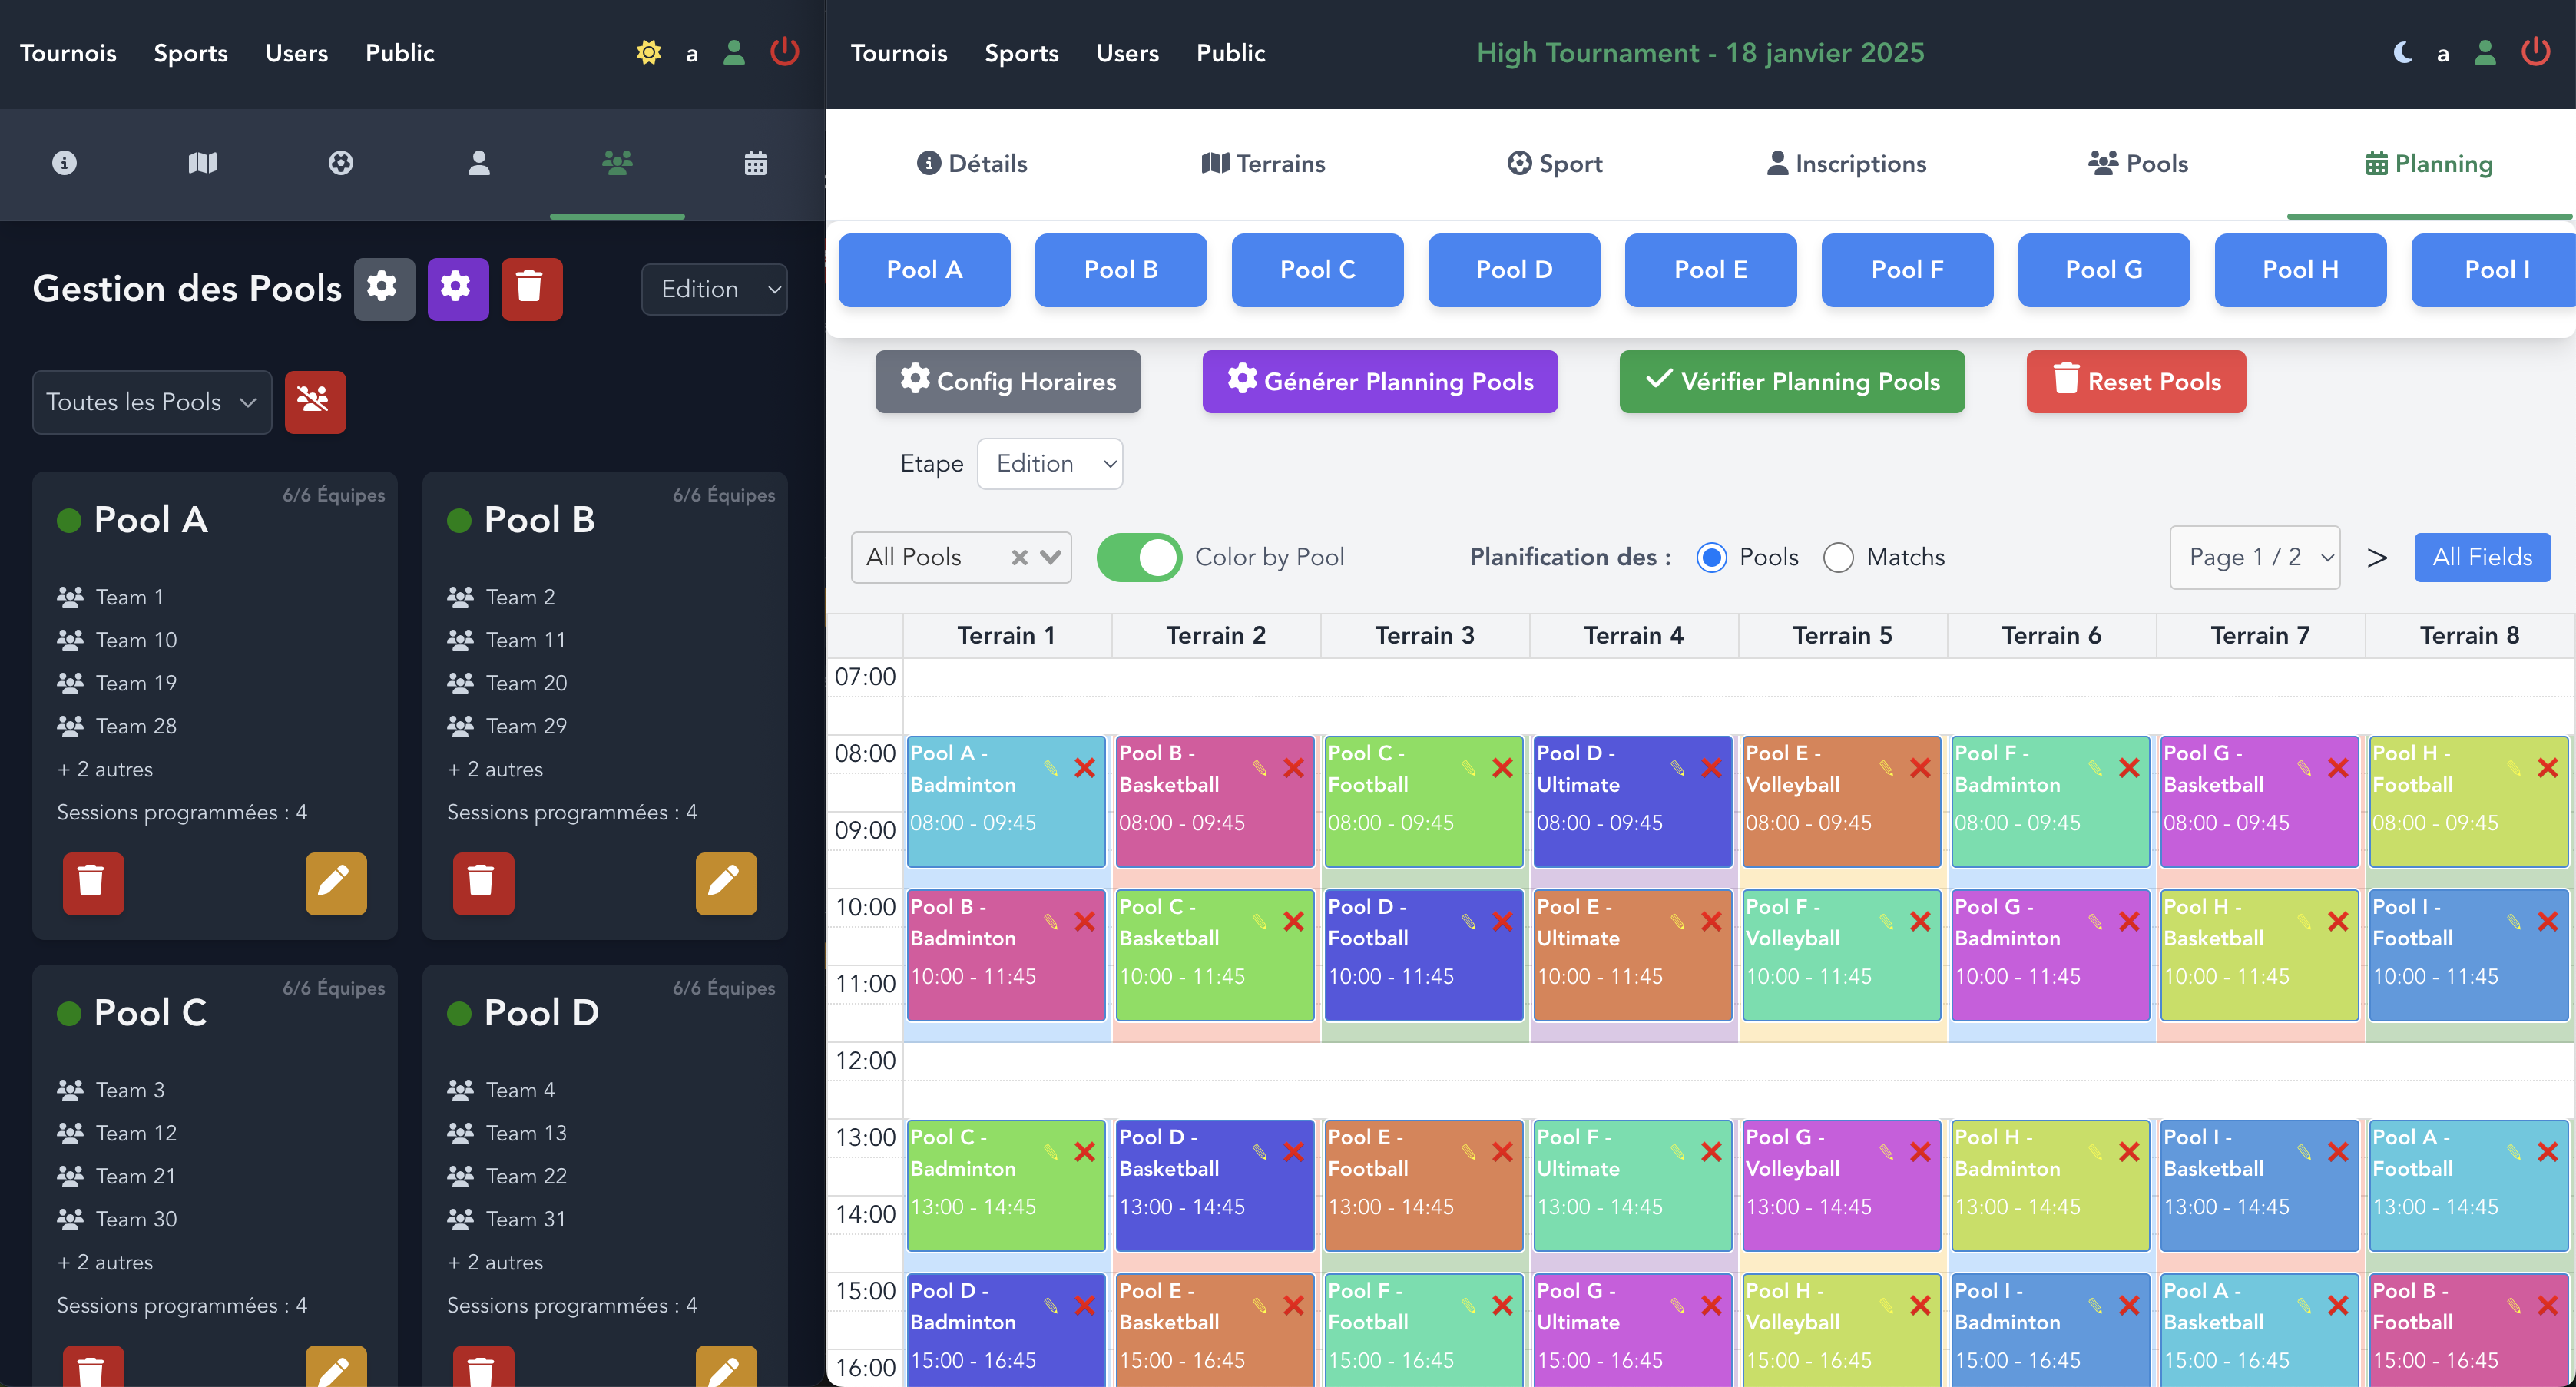 Tournois Sports Users Public a
Gestion des Pools Edition
Toutes les Pools
6/6 Équipes
Pool A
Team 1
Team 10
Team 19
Team 28
+ 2 autres
Sessions programmées : 4
6/6 Équipes
Pool B
Team 2
Team 11
Team 20
Team 29
+ 2 autres
Sessions programmées : 4
6/6 Équipes
Pool C
Team 3
Team 12
Team 21
Team 30
+ 2 autres
Sessions programmées : 4
6/6 Équipes
Pool D
Team 4
Team 13
Team 22
Team 31
+ 2 autres
Sessions programmées : 4
Tournois Sports Users Public High Tournament - 18 janvier 2025 a
Détails Terrains Sport Inscriptions Pools Planning
Pool A Pool B Pool C Pool D Pool E Pool F Pool G Pool H Pool I
Config Horaires Générer Planning Pools Vérifier Planning Pools Reset Pools
Etape Edition
All Pools Color by Pool Planification des : Pools Matchs Page 1 / 2 > All Fields
Terrain 1 Terrain 2 Terrain 3 Terrain 4 Terrain 5 Terrain 6 Terrain 7 Terrain 8
07:00
08:00 Pool A - Pool B - Pool C - Pool D - Pool E - Pool F - Pool G - Pool H -
Badminton Basketball Football Ultimate Volleyball Badminton Basketball Football
09:00 08:00 - 09:45 08:00 - 09:45 08:00 - 09:45 08:00 - 09:45 08:00 - 09:45 08:00 - 09:45 08:00 - 09:45 08:00 - 09:45
10:00 Pool B - Pool C - Pool D - Pool E - Pool F - Pool G - Pool H - Pool I -
Badminton Basketball Football Ultimate Volleyball Badminton Basketball Football
11:00 10:00 - 11:45 10:00 - 11:45 10:00 - 11:45 10:00 - 11:45 10:00 - 11:45 10:00 - 11:45 10:00 - 11:45 10:00 - 11:45
12:00
13:00 Pool C - Pool D - Pool E - Pool F - Pool G - Pool H - Pool I - Pool A -
Badminton Basketball Football Ultimate Volleyball Badminton Basketball Football
14:00 13:00 - 14:45 13:00 - 14:45 13:00 - 14:45 13:00 - 14:45 13:00 - 14:45 13:00 - 14:45 13:00 - 14:45 13:00 - 14:45
15:00 Pool D - Pool E - Pool F - Pool G - Pool H - Pool I - Pool A - Pool B -
Badminton Basketball Football Ultimate Volleyball Badminton Basketball Football
16:00 15:00 - 16:45 15:00 - 16:45 15:00 - 16:45 15:00 - 16:45 15:00 - 16:45 15:00 - 16:45 15:00 - 16:45 15:00 - 16:45